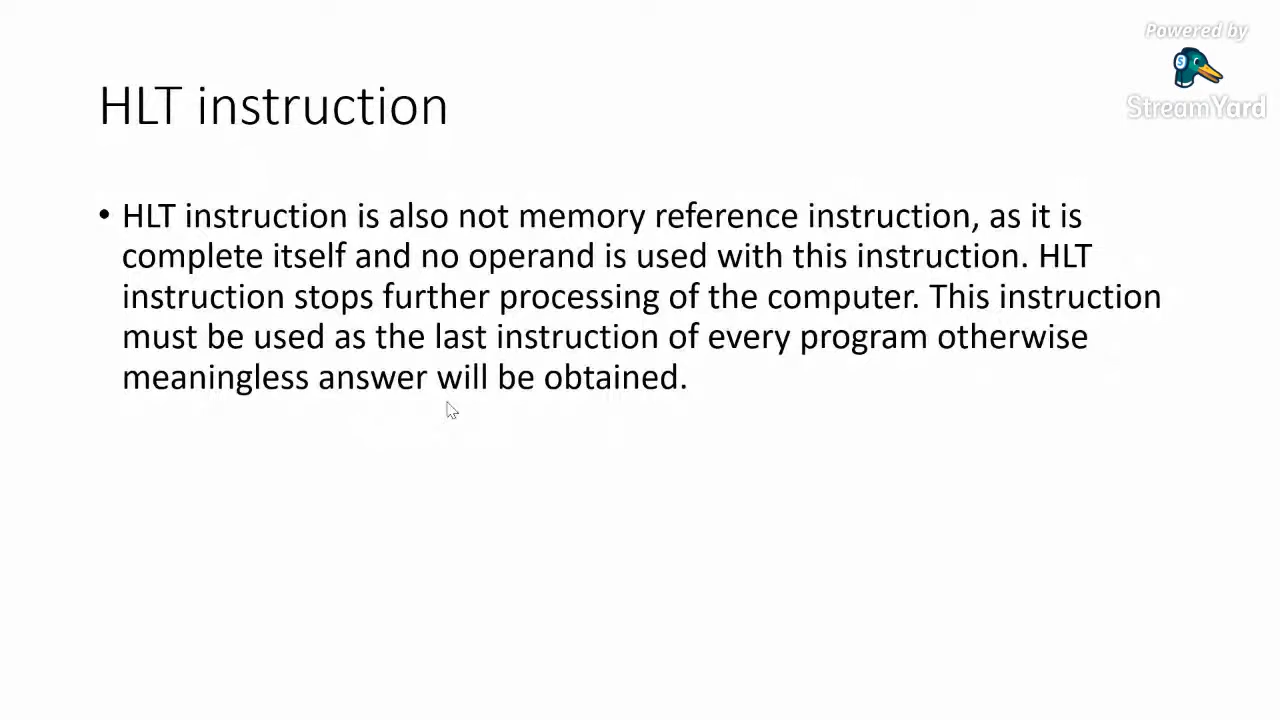 Powered by
StreamYard
HLT instruction
• HLT instruction is also not memory reference instruction, as it is
complete itself and no operand is used with this instruction. HLT
instruction stops further processing of the computer. This instruction
must be used as the last instruction of every program otherwise
meaningless answer will be obtained.